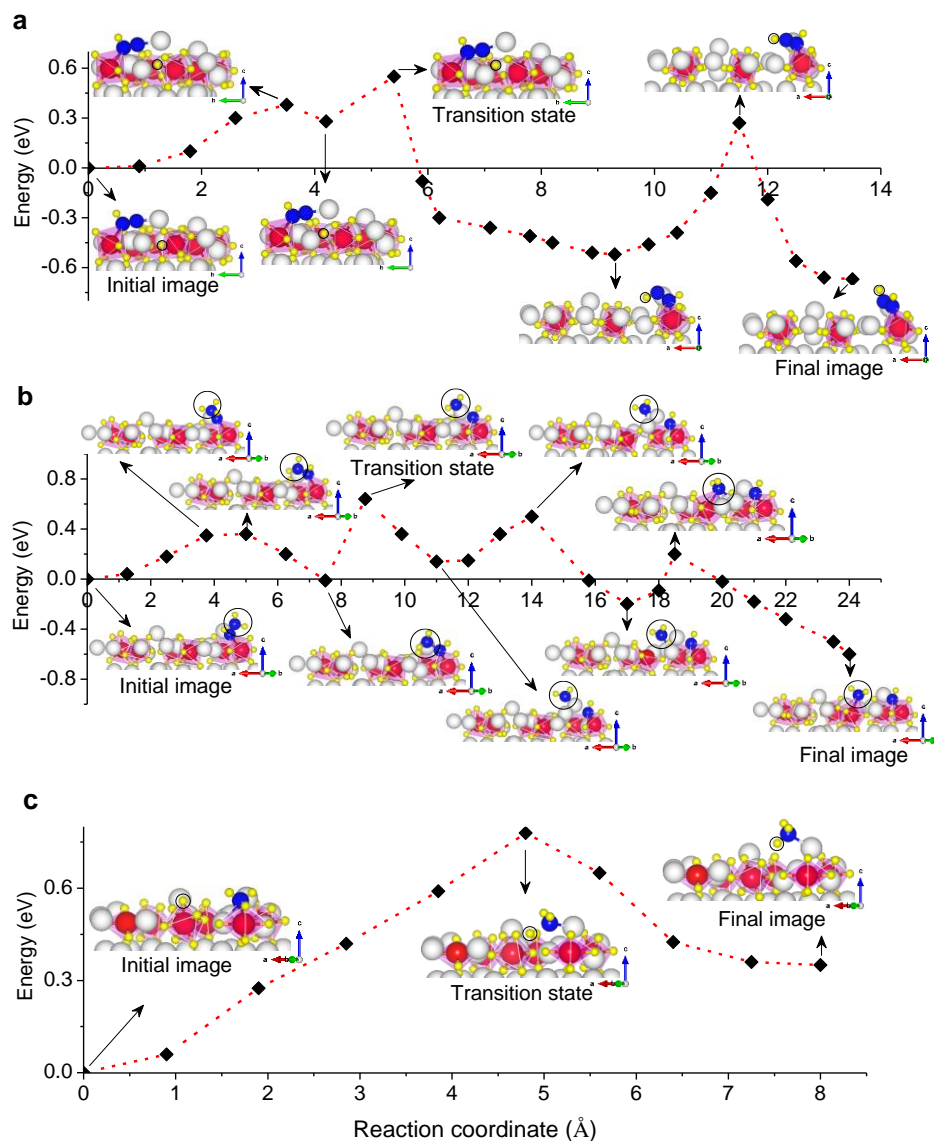 a
Energy (eV)
0.6
0.3
0.0
-0.3
-0.6
0 2 4 6 8 10 12 14
Transition state
Initial image
Final image
b
Energy (eV)
0.8
0.4
0.0
-0.4
-0.8
0 2 4 6 8 10 12 14 16 18 20 22 24
Transition state
Initial image
Final image
c
Energy (eV)
0.6
0.3
0.0
0 1 2 3 4 5 6 7 8
Initial image
Transition state
Final image
Reaction coordinate (Å)